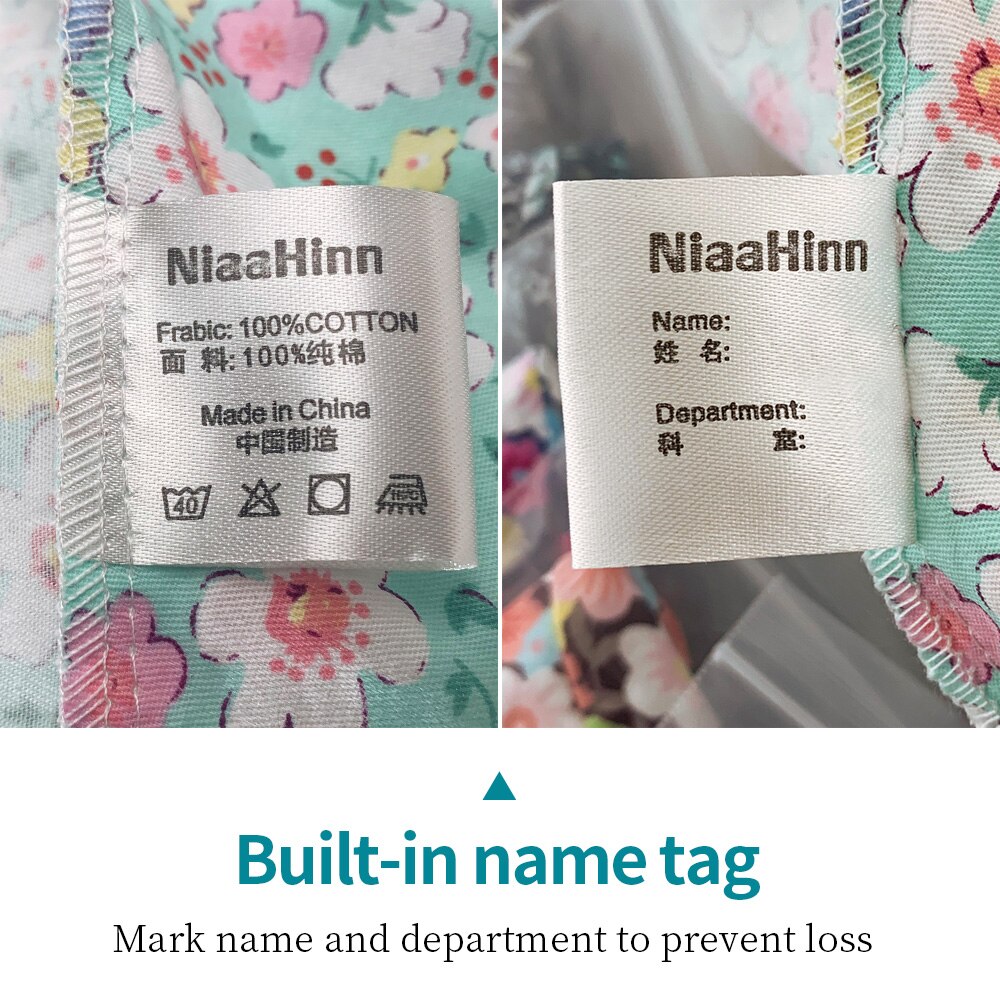 NiaaHinn
Frabic: 100%COTTON
面 料: 100%纯棉
Made in China
中国制造
40
NiaaHinn
Name:
姓 名:
Department:
科 室:
Built-in name tag
Mark name and department to prevent loss